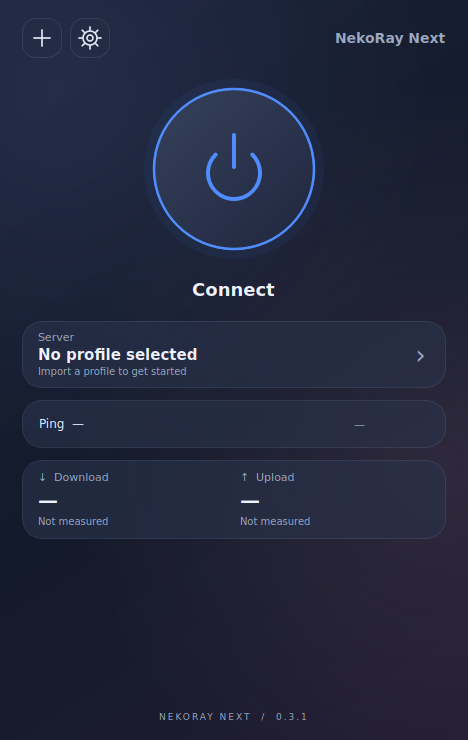 NekoRay Next
Connect
Server
No profile selected
Import a profile to get started
Ping — —
↓ Download ↑ Upload
— —
Not measured Not measured
NEKORAY NEXT / 0.3.1